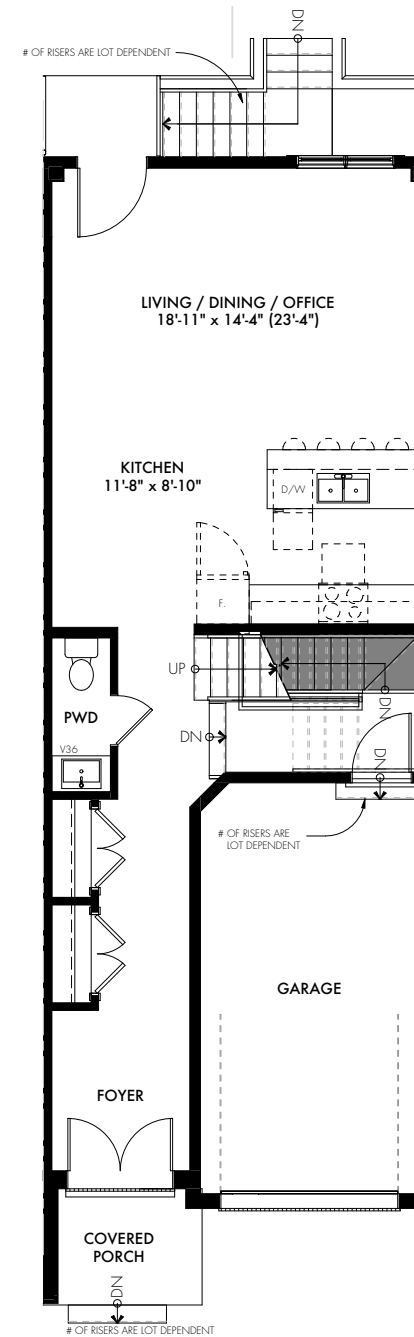 DN
# OF RISERS ARE LOT DEPENDENT
LIVING / DINING / OFFICE
18'-11" x 14'-4" (23'-4")
KITCHEN
11'-8" x 8'-10"
D/W
F.
UP
DN
PWD
DN
DN
V36
# OF RISERS ARE
LOT DEPENDENT
GARAGE
FOYER
COVERED
PORCH
DN
# OF RISERS ARE LOT DEPENDENT